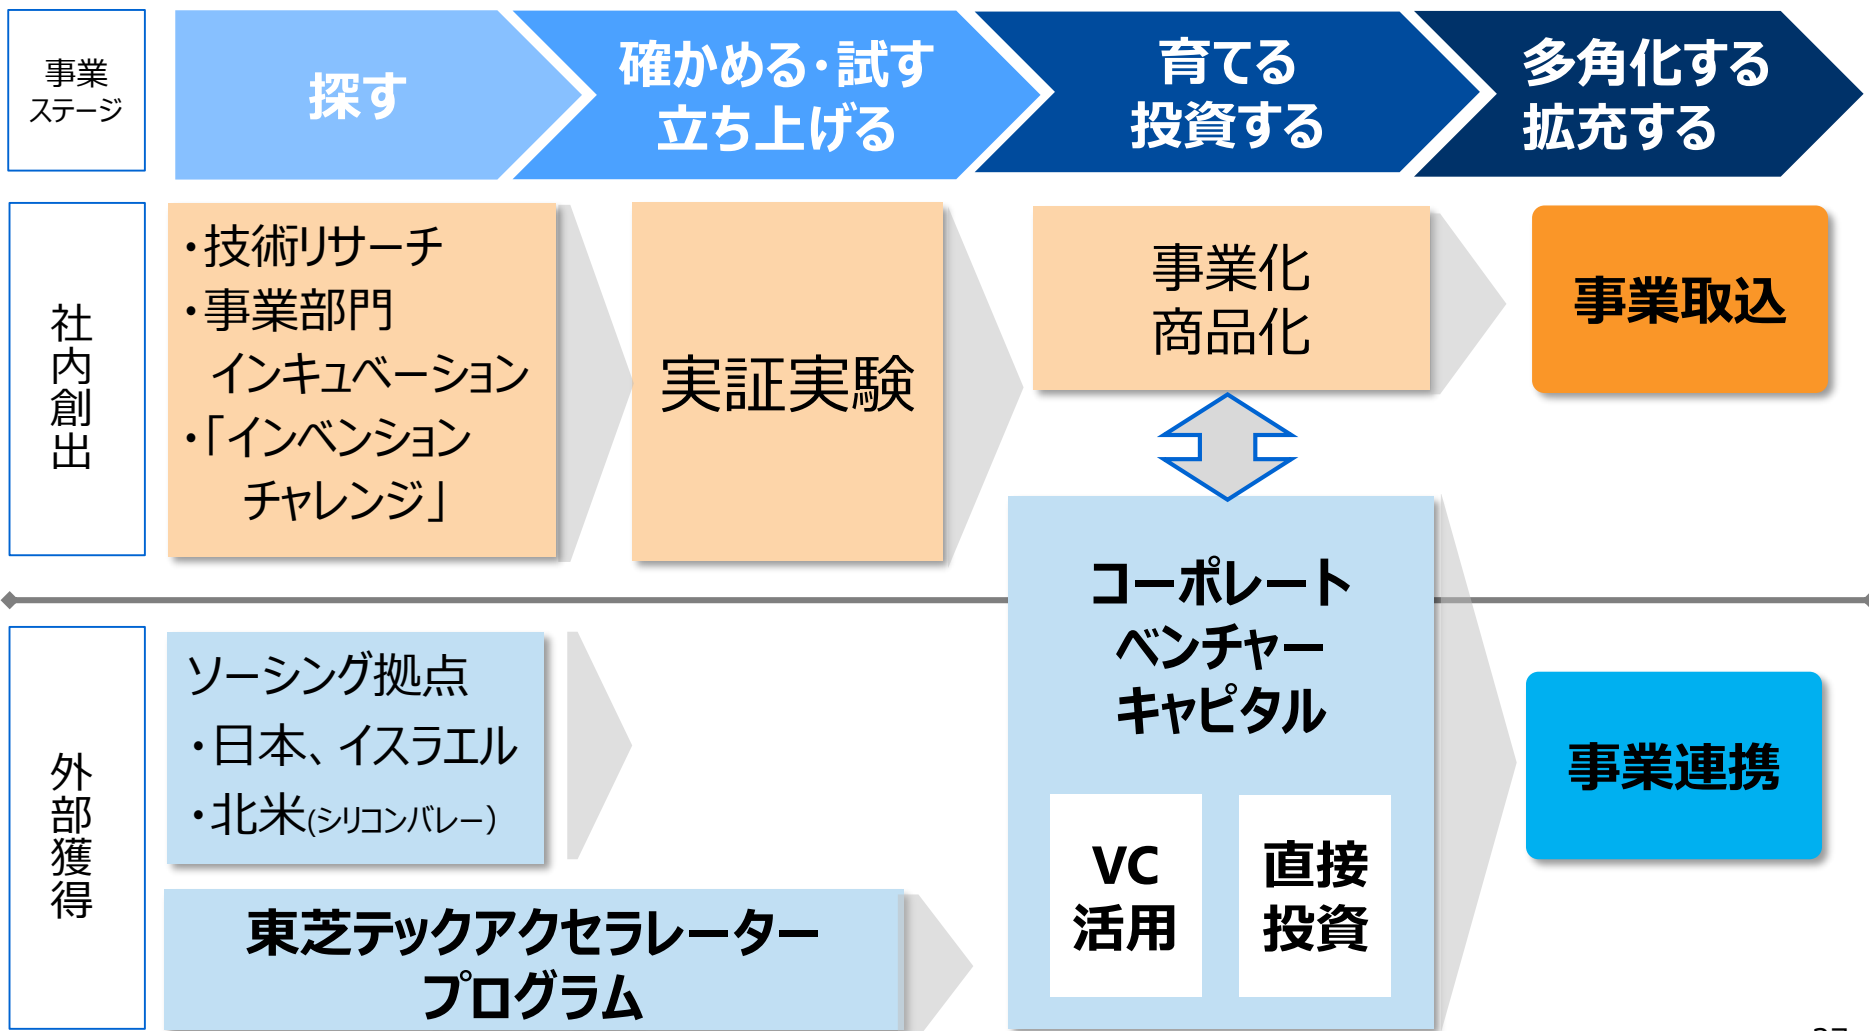 事業
ステージ
探す
確かめる・試す
立ち上げる
育てる
投資する
多角化する
拡充する
社内創出
・技術リサーチ
・事業部門
インキュベーション
・「インベンション
チャレンジ」
実証実験
事業化
商品化
事業取込
外部獲得
ソーシング拠点
・日本、イスラエル
・北米(シリコンバレー）
東芝テックアクセラレーター
プログラム
コーポレート
ベンチャー
キャピタル
VC
活用
直接
投資
事業連携